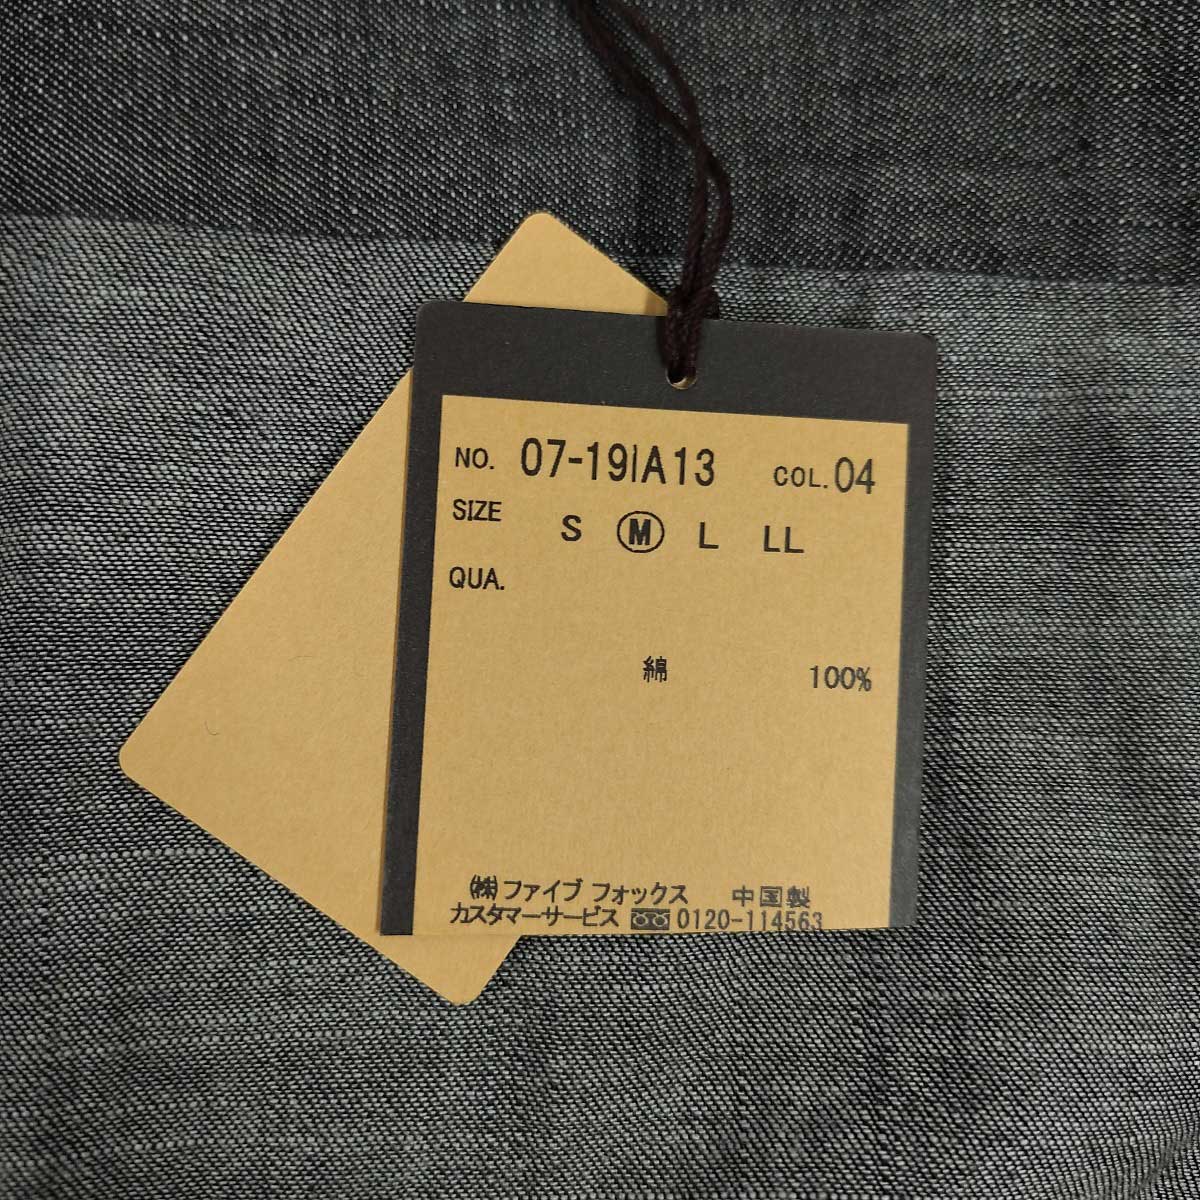 NO. 07-19IA13 COL. 04
SIZE S M L LL
QUA.
綿 100%
㈱ファイブ フォックス 中国製
カスタマーサービス 0120-114563